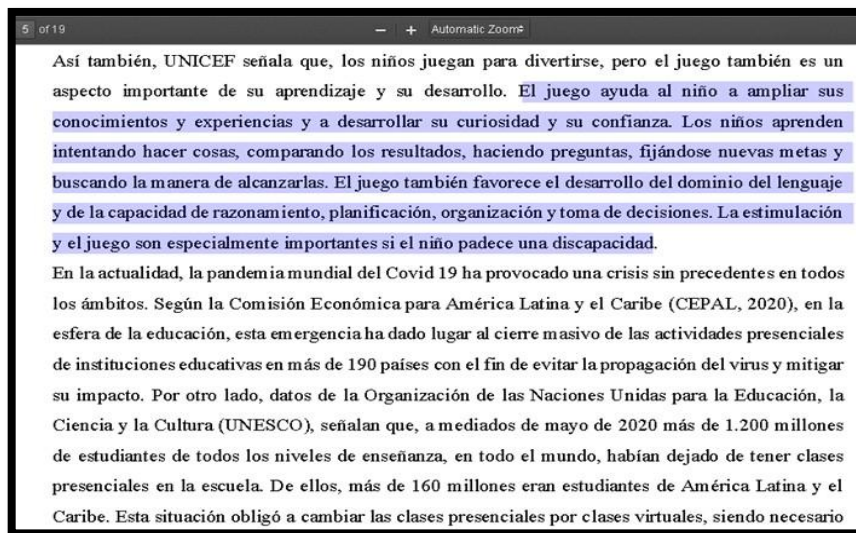 5 of 19 − + Automatic Zoom
Así también, UNICEF señala que, los niños juegan para divertirse, pero el juego también es un
aspecto importante de su aprendizaje y su desarrollo. El juego ayuda al niño a ampliar sus
conocimientos y experiencias y a desarrollar su curiosidad y su confianza. Los niños aprenden
intentando hacer cosas, comparando los resultados, haciendo preguntas, fijándose nuevas metas y
buscando la manera de alcanzarlas. El juego también favorece el desarrollo del dominio del lenguaje
y de la capacidad de razonamiento, planificación, organización y toma de decisiones. La estimulación
y el juego son especialmente importantes si el niño padece una discapacidad.
En la actualidad, la pandemia mundial del Covid 19 ha provocado una crisis sin precedentes en todos
los ámbitos. Según la Comisión Económica para América Latina y el Caribe (CEPAL, 2020), en la
esfera de la educación, esta emergencia ha dado lugar al cierre masivo de las actividades presenciales
de instituciones educativas en más de 190 países con el fin de evitar la propagación del virus y mitigar
su impacto. Por otro lado, datos de la Organización de las Naciones Unidas para la Educación, la
Ciencia y la Cultura (UNESCO), señalan que, a mediados de mayo de 2020 más de 1.200 millones
de estudiantes de todos los niveles de enseñanza, en todo el mundo, habían dejado de tener clases
presenciales en la escuela. De ellos, más de 160 millones eran estudiantes de América Latina y el
Caribe. Esta situación obligó a cambiar las clases presenciales por clases virtuales, siendo necesario